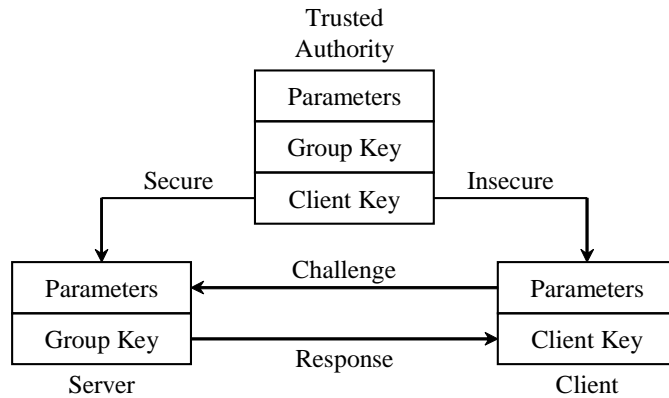 Trusted
Authority
Parameters
Group Key
Client Key
Secure
Insecure
Parameters
Group Key
Server
Challenge
Response
Parameters
Client Key
Client